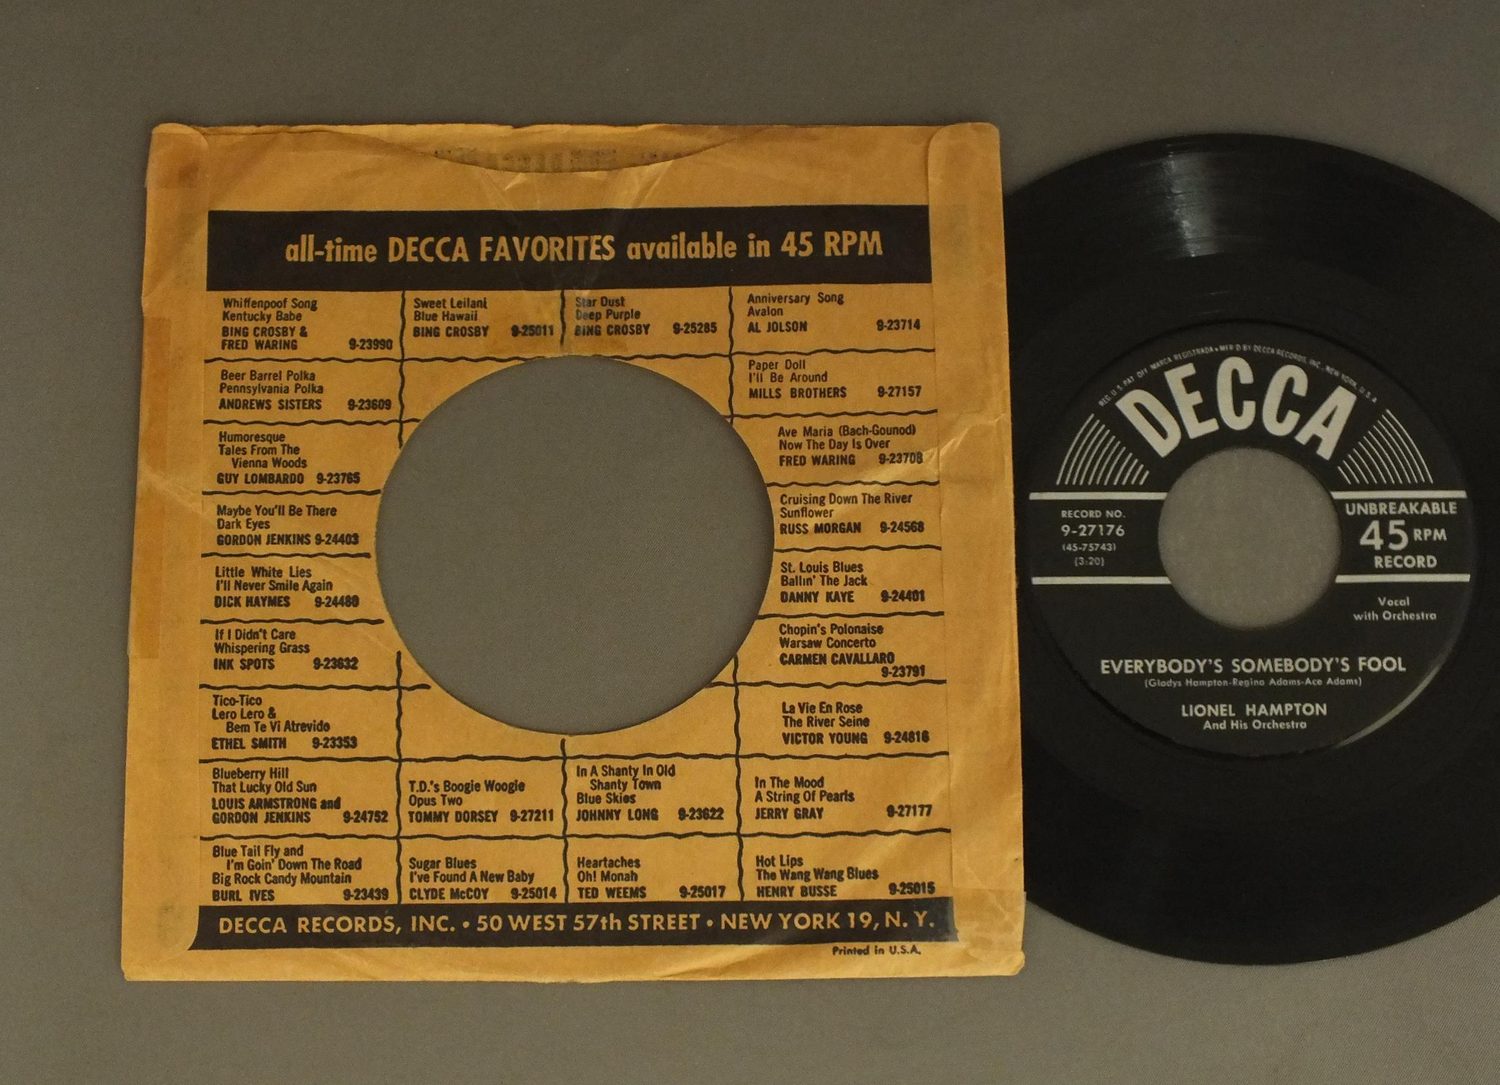 all-time DECCA FAVORITES available in 45 RPM
Whiffenpoof Song
Kentucky Babe
BING CROSBY &
FRED WARING 9-23990
Sweet Leilani
Blue Hawaii
BING CROSBY 9-25011
Star Dust
Deep Purple
BING CROSBY 9-25285
Anniversary Song
Avalon
AL JOLSON 9-23714
Beer Barrel Polka
Pennsylvania Polka
ANDREWS SISTERS 9-23609
Paper Doll
I'll Be Around
MILLS BROTHERS 9-27157
Humoresque
Tales From The
Vienna Woods
GUY LOMBARDO 9-23765
Ave Maria (Bach-Gounod)
Now The Day Is Over
FRED WARING 9-23708
Maybe You'll Be There
Dark Eyes
GORDON JENKINS 9-24403
Cruising Down The River
Sunflower
RUSS MORGAN 9-24568
Little White Lies
I'll Never Smile Again
DICK HAYMES 9-24480
St. Louis Blues
Ballin' The Jack
DANNY KAYE 9-24401
If I Didn't Care
Whispering Grass
INK SPOTS 9-23632
Chopin's Polonaise
Warsaw Concerto
CARMEN CAVALLARO
9-23791
Tico-Tico
Lero Lero &
Bem Te Vi Atrevido
ETHEL SMITH 9-23353
La Vie En Rose
The River Seine
VICTOR YOUNG 9-24816
Blueberry Hill
That Lucky Old Sun
LOUIS ARMSTRONG and
GORDON JENKINS 9-24752
T.D.'s Boogie Woogie
Opus Two
TOMMY DORSEY 9-27211
In A Shanty In Old
Shanty Town
Blue Skies
JOHNNY LONG 9-23622
In The Mood
A String Of Pearls
JERRY GRAY 9-27177
Blue Tail Fly and
I'm Goin' Down The Road
Big Rock Candy Mountain
BURL IVES 9-23439
Sugar Blues
I've Found A New Baby
CLYDE McCOY 9-25014
Heartaches
Oh! Monah
TED WEEMS 9-25017
Hot Lips
The Wang Wang Blues
HENRY BUSSE 9-25015
DECCA RECORDS, INC. • 50 WEST 57th STREET • NEW YORK 19, N. Y.
Printed in U.S.A.
REG. U.S. PAT. OFF. MARCA REGISTRADA • MF'D BY DECCA RECORDS, INC., NEW YORK, U.S.A.
DECCA
RECORD NO.
9-27176
(45-75743)
(3:20)
UNBREAKABLE
45 RPM
RECORD
Vocal
with Orchestra
EVERYBODY'S SOMEBODY'S FOOL
(Gladys Hampton-Regina Adams-Ace Adams)
LIONEL HAMPTON
And His Orchestra